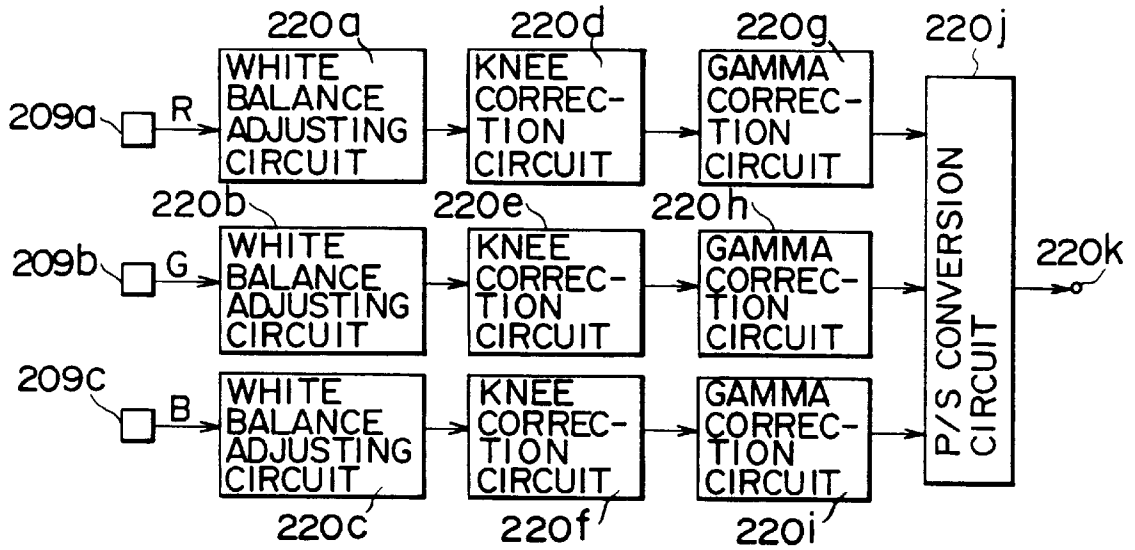 220a
220d
220g
220j
209a
R
WHITE
BALANCE
ADJUSTING
CIRCUIT
KNEE
CORREC-
TION
CIRCUIT
GAMMA
CORREC-
TION
CIRCUIT
220b
220e
220h
209b
G
WHITE
BALANCE
ADJUSTING
CIRCUIT
KNEE
CORREC-
TION
CIRCUIT
GAMMA
CORREC-
TION
CIRCUIT
P/S CONVERSION
CIRCUIT
220k
209c
B
WHITE
BALANCE
ADJUSTING
CIRCUIT
KNEE
CORREC-
TION
CIRCUIT
GAMMA
CORREC-
TION
CIRCUIT
220c
220f
220i